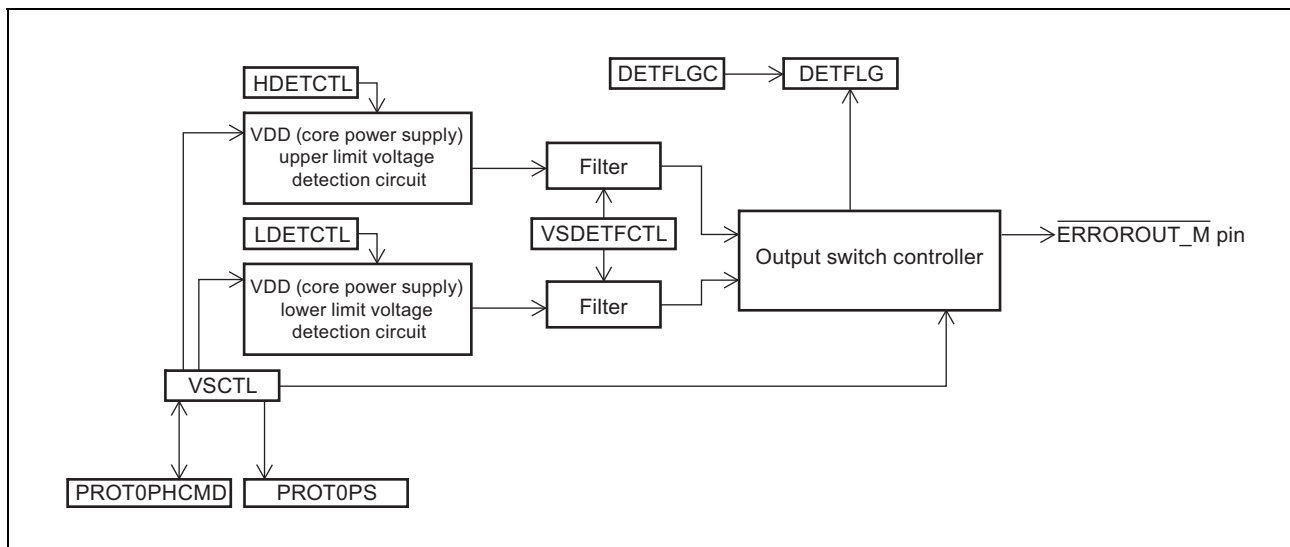 HDETCTL
VDD (core power supply)
upper limit voltage
detection circuit
LDETCTL
VDD (core power supply)
lower limit voltage
detection circuit
VSCTL
PROT0PHCMD
PROT0PS
Filter
VSDETFCTL
Filter
DETFLGC
DETFLG
Output switch controller
ERROROUT_M pin